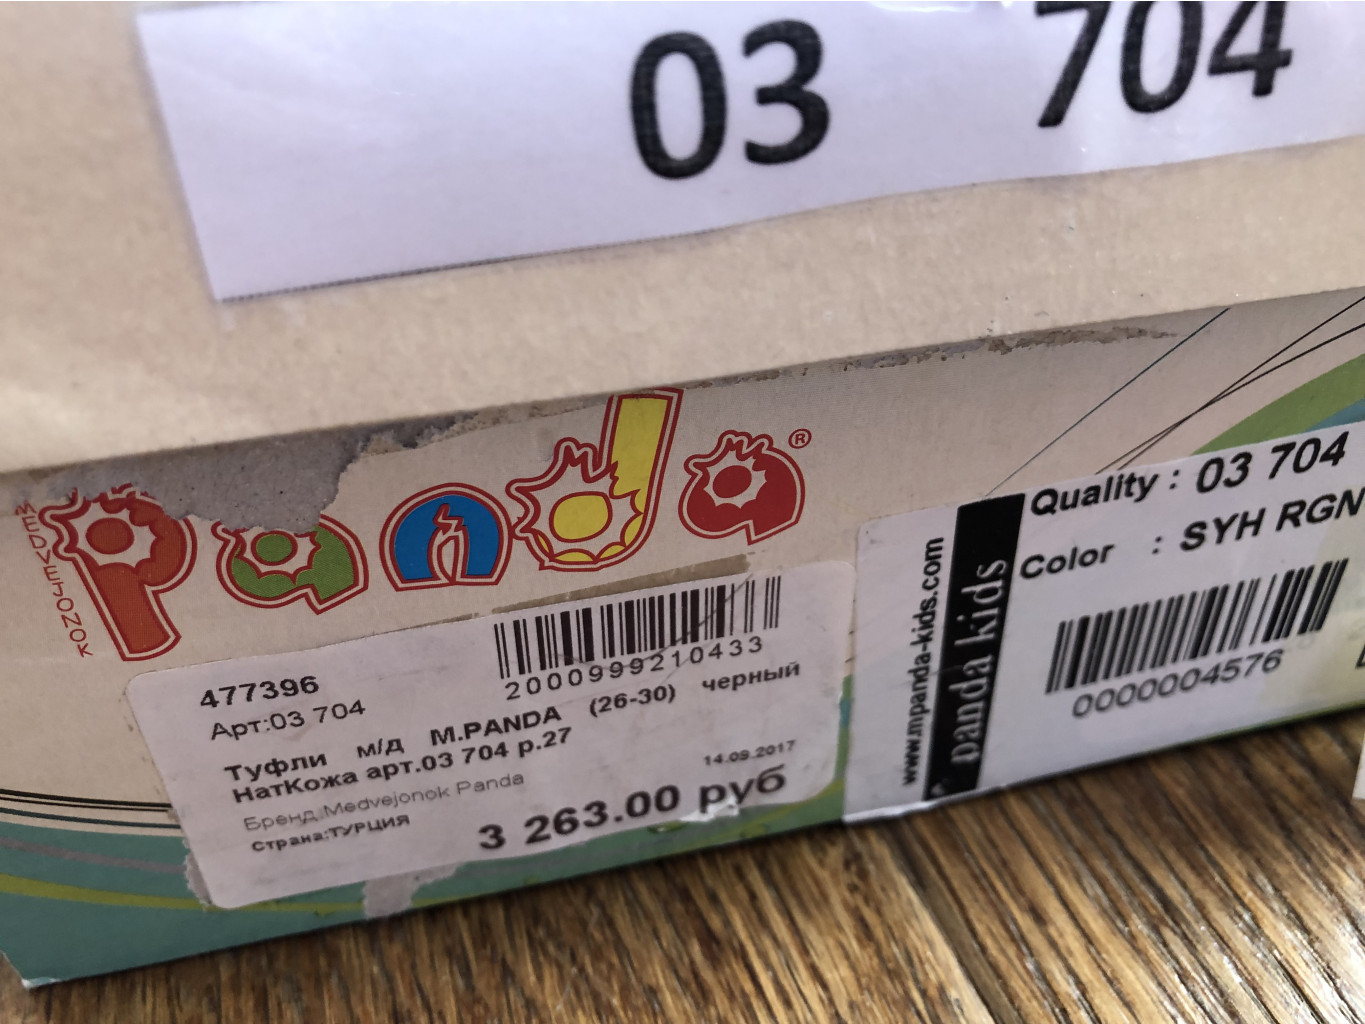 03 704
MEDVEJONOK
panda®
477396
2000999210433
Арт:03 704
Туфли м/д M.PANDA (26-30) черный
НатКожа арт.03 704 р.27
Бренд:Medvejonok Panda
14.09.2017
Страна:ТУРЦИЯ
3 263.00 руб
www.mpanda-kids.com
panda kids
Quality : 03 704
Color : SYH RGN
0000004576